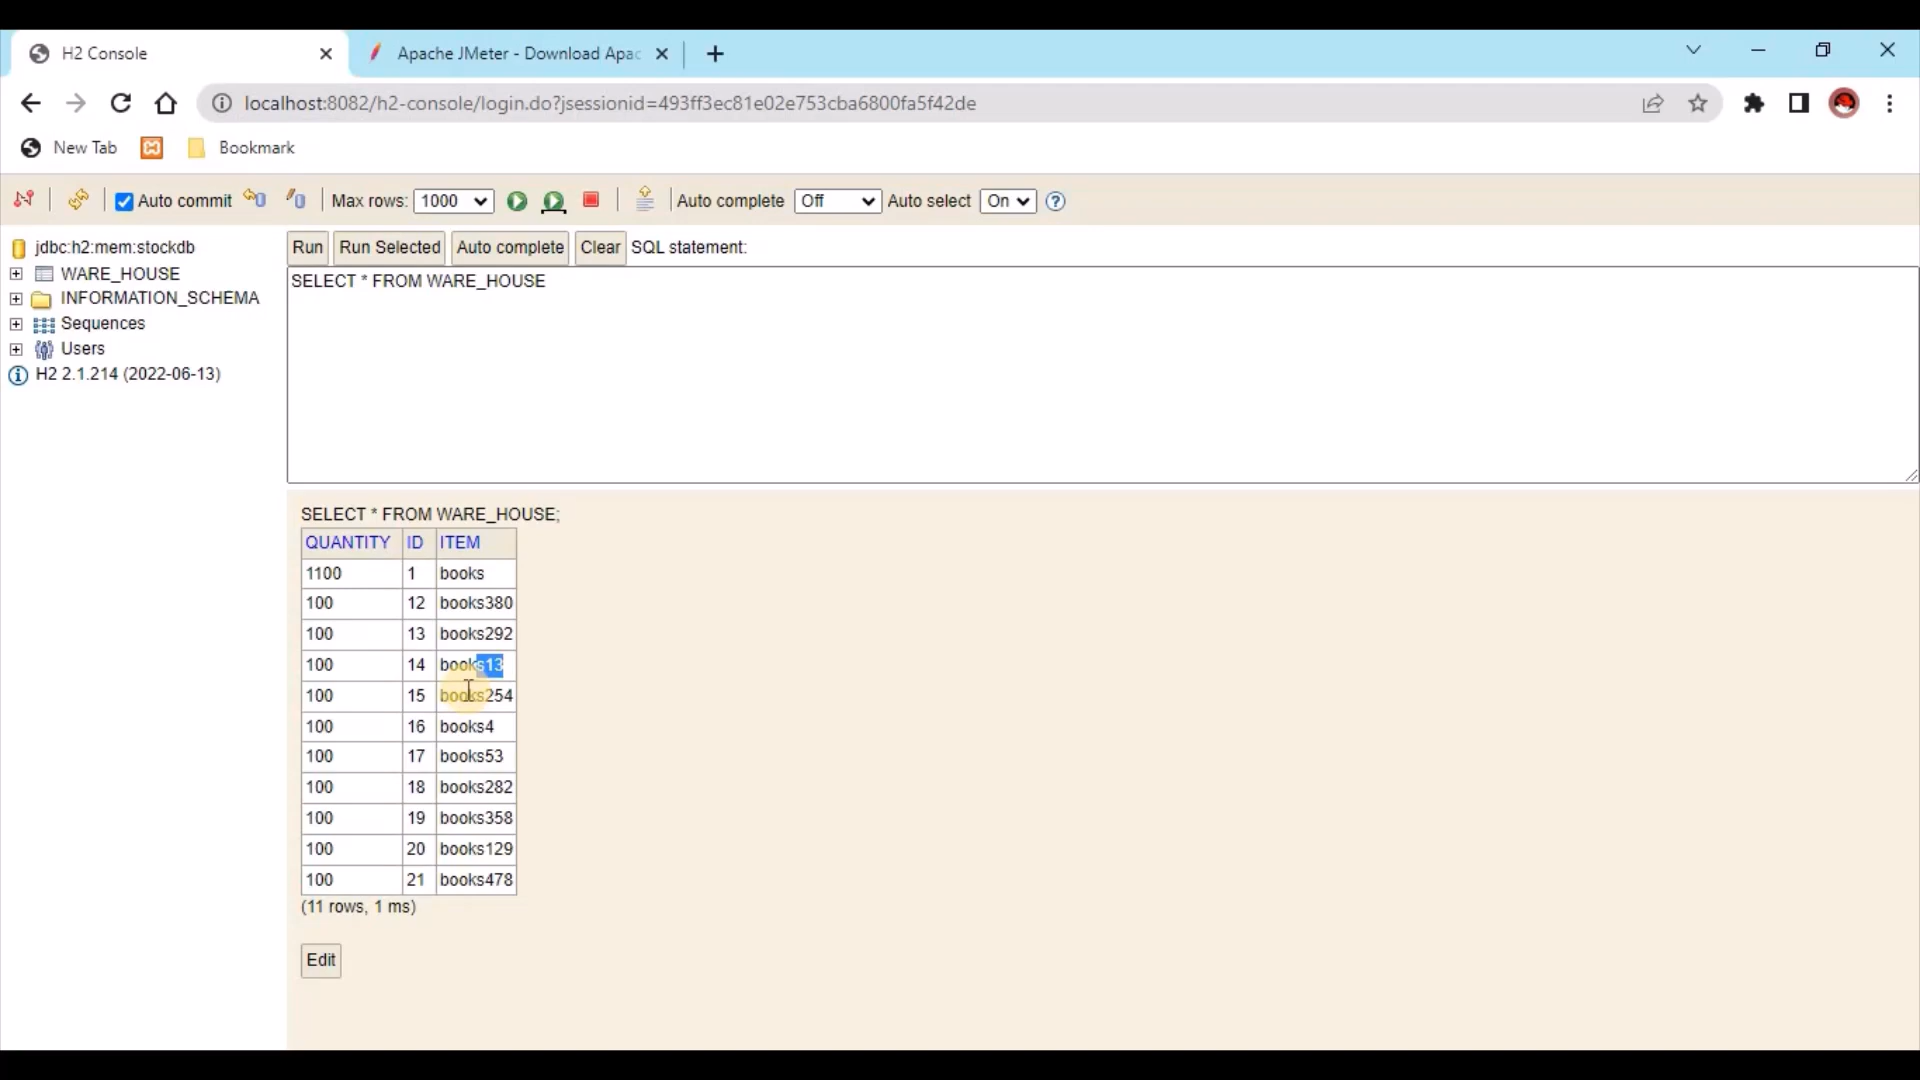 H2 Console
Apache JMeter - Download Apac
localhost:8082/h2-console/login.do?jsessionid=493ff3ec81e02e753cba6800fa5f42de
New Tab
Bookmark
Auto commit
Max rows: 1000
Auto complete Off
Auto select On
jdbc:h2:mem:stockdb
WARE_HOUSE
INFORMATION_SCHEMA
Sequences
Users
H2 2.1.214 (2022-06-13)
Run Run Selected Auto complete Clear SQL statement:
SELECT * FROM WARE_HOUSE
SELECT * FROM WARE_HOUSE;
QUANTITY ID ITEM
1100 1 books
100 12 books380
100 13 books292
100 14 books13
100 15 books254
100 16 books4
100 17 books53
100 18 books282
100 19 books358
100 20 books129
100 21 books478
(11 rows, 1 ms)
Edit